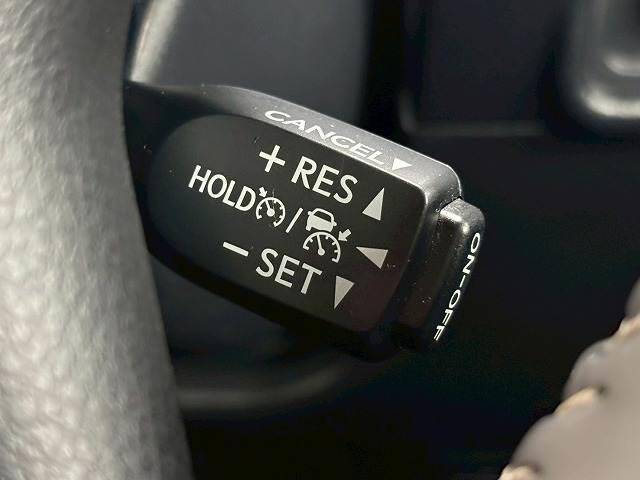 CANCEL
+ RES
HOLD /
- SET
ON-OFF